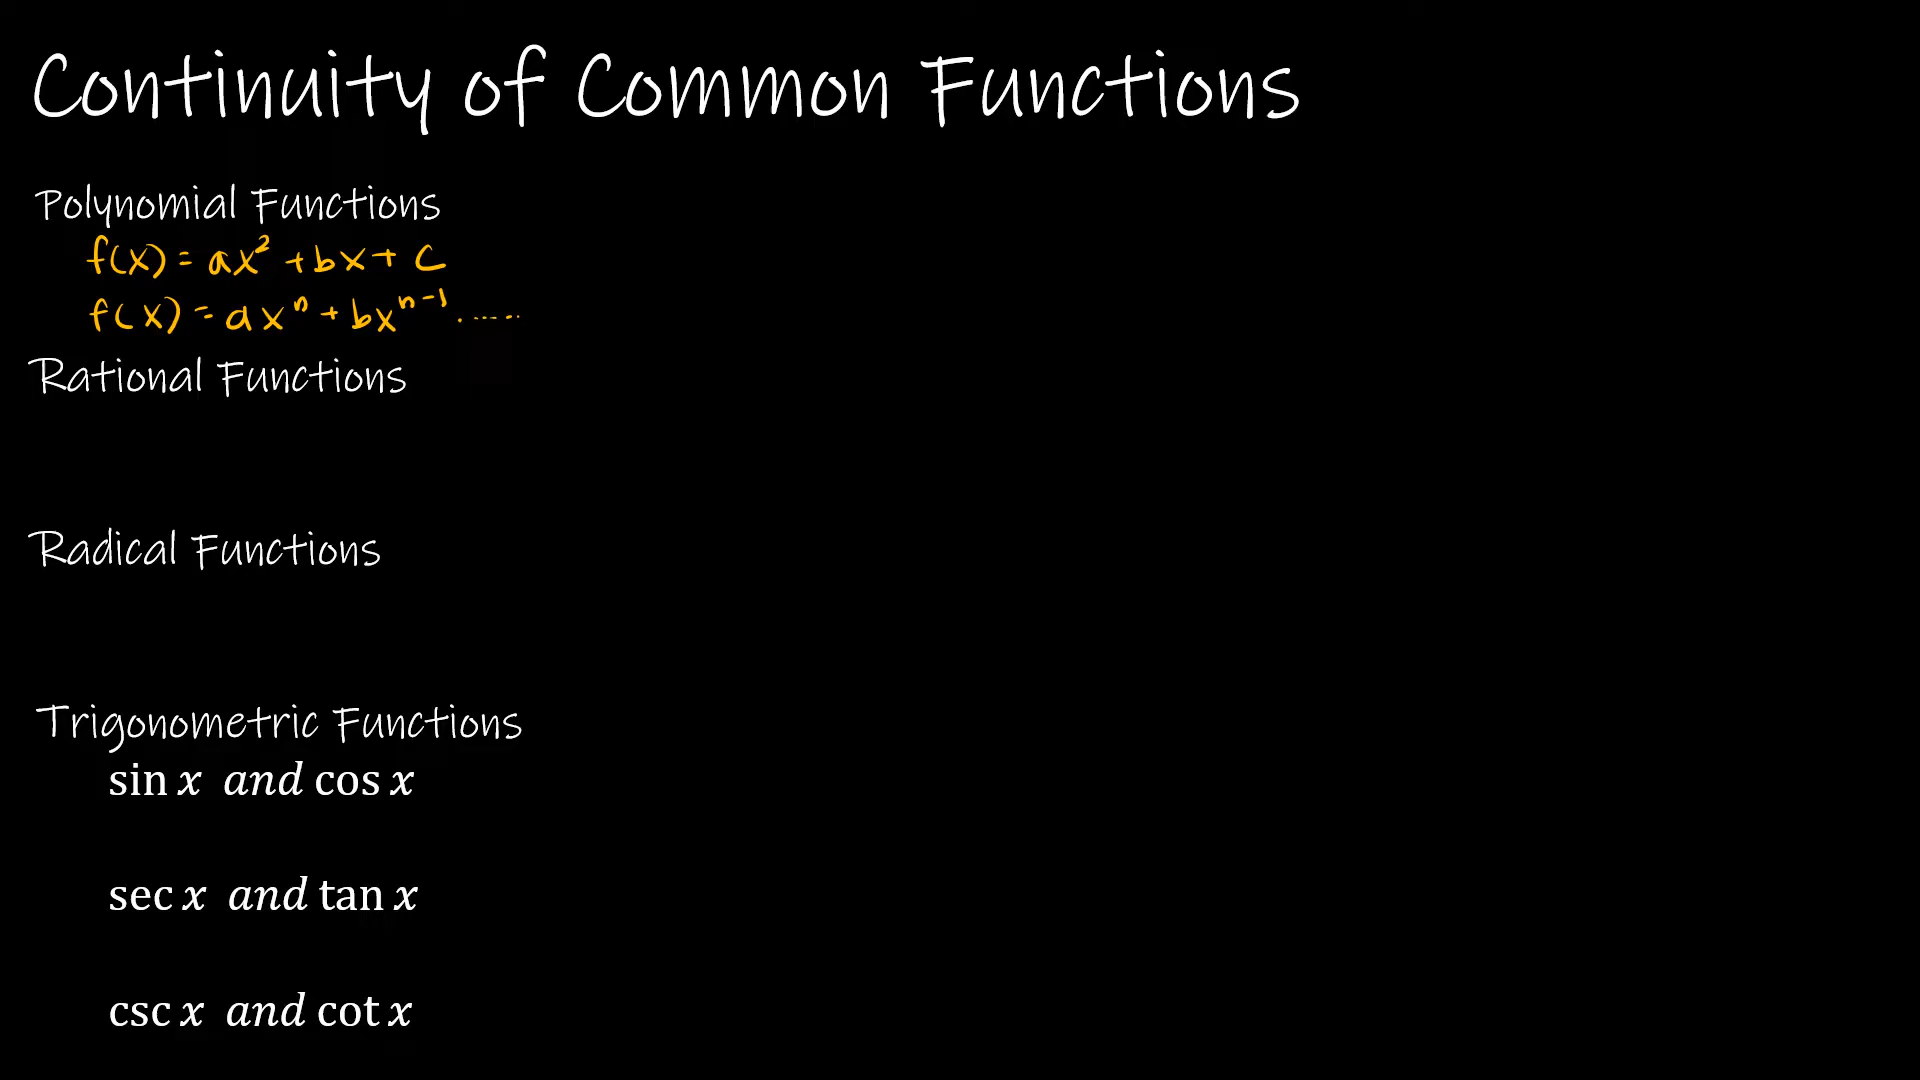 Continuity of Common Functions
Polynomial Functions
f(x) = ax² + bx + c
f(x) = axⁿ + bxⁿ⁻¹ .......
Rational Functions
Radical Functions
Trigonometric Functions
sin x and cos x
sec x and tan x
csc x and cot x